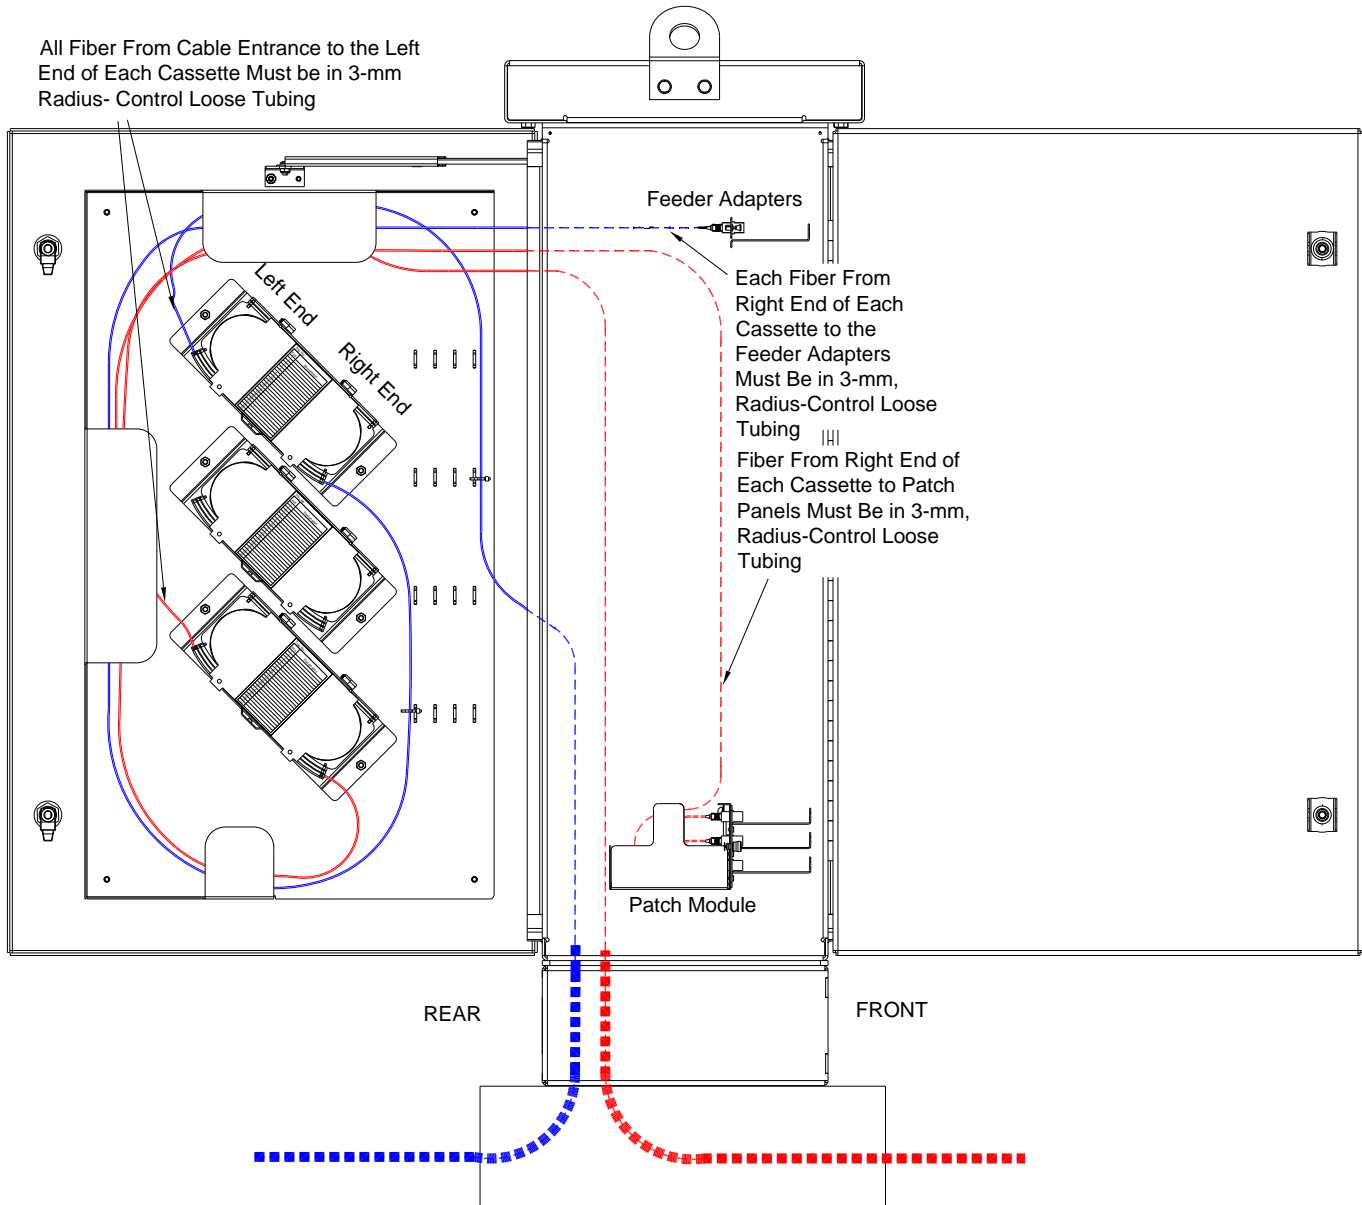 All Fiber From Cable Entrance to the Left
End of Each Cassette Must be in 3-mm
Radius- Control Loose Tubing
Feeder Adapters
Left End
Right End
Each Fiber From
Right End of Each
Cassette to the
Feeder Adapters
Must Be in 3-mm,
Radius-Control Loose
Tubing
Fiber From Right End of
Each Cassette to Patch
Panels Must Be in 3-mm,
Radius-Control Loose
Tubing
Patch Module
REAR
FRONT